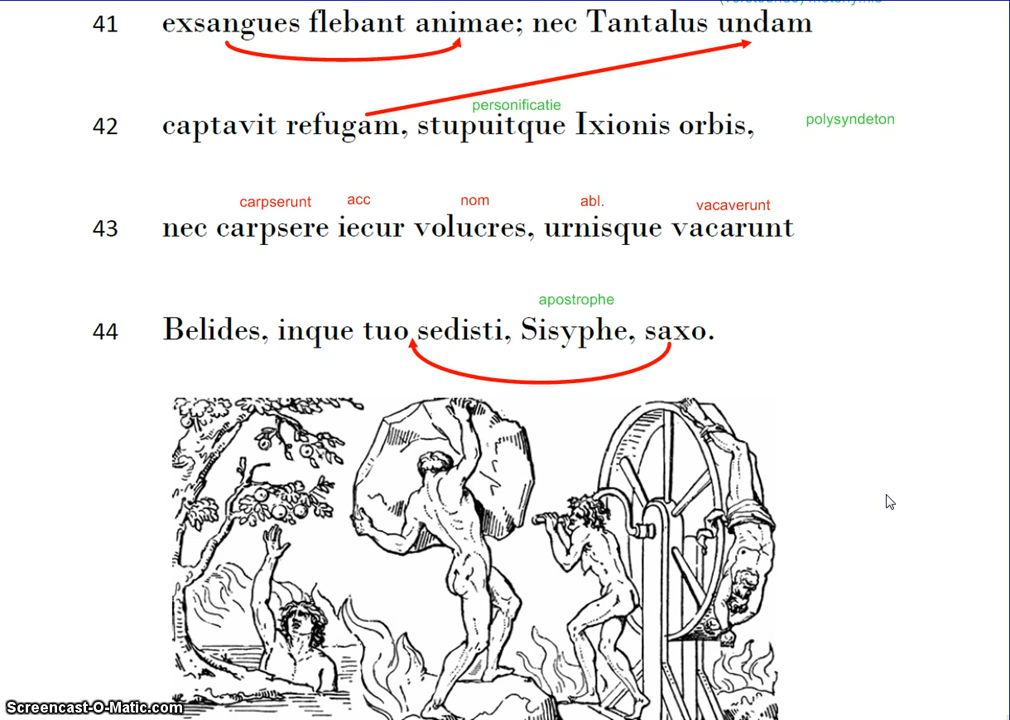 41 exsangues flebant animae; nec Tantalus undam
personificatie
42 captavit refugam, stupuitque Ixionis orbis, polysyndeton
carpserunt acc nom abl. vacaverunt
43 nec carpsere iecur volucres, urnisque vacarunt
apostrophe
44 Belides, inque tuo sedisti, Sisyphe, saxo.
Screencast-O-Matic.com